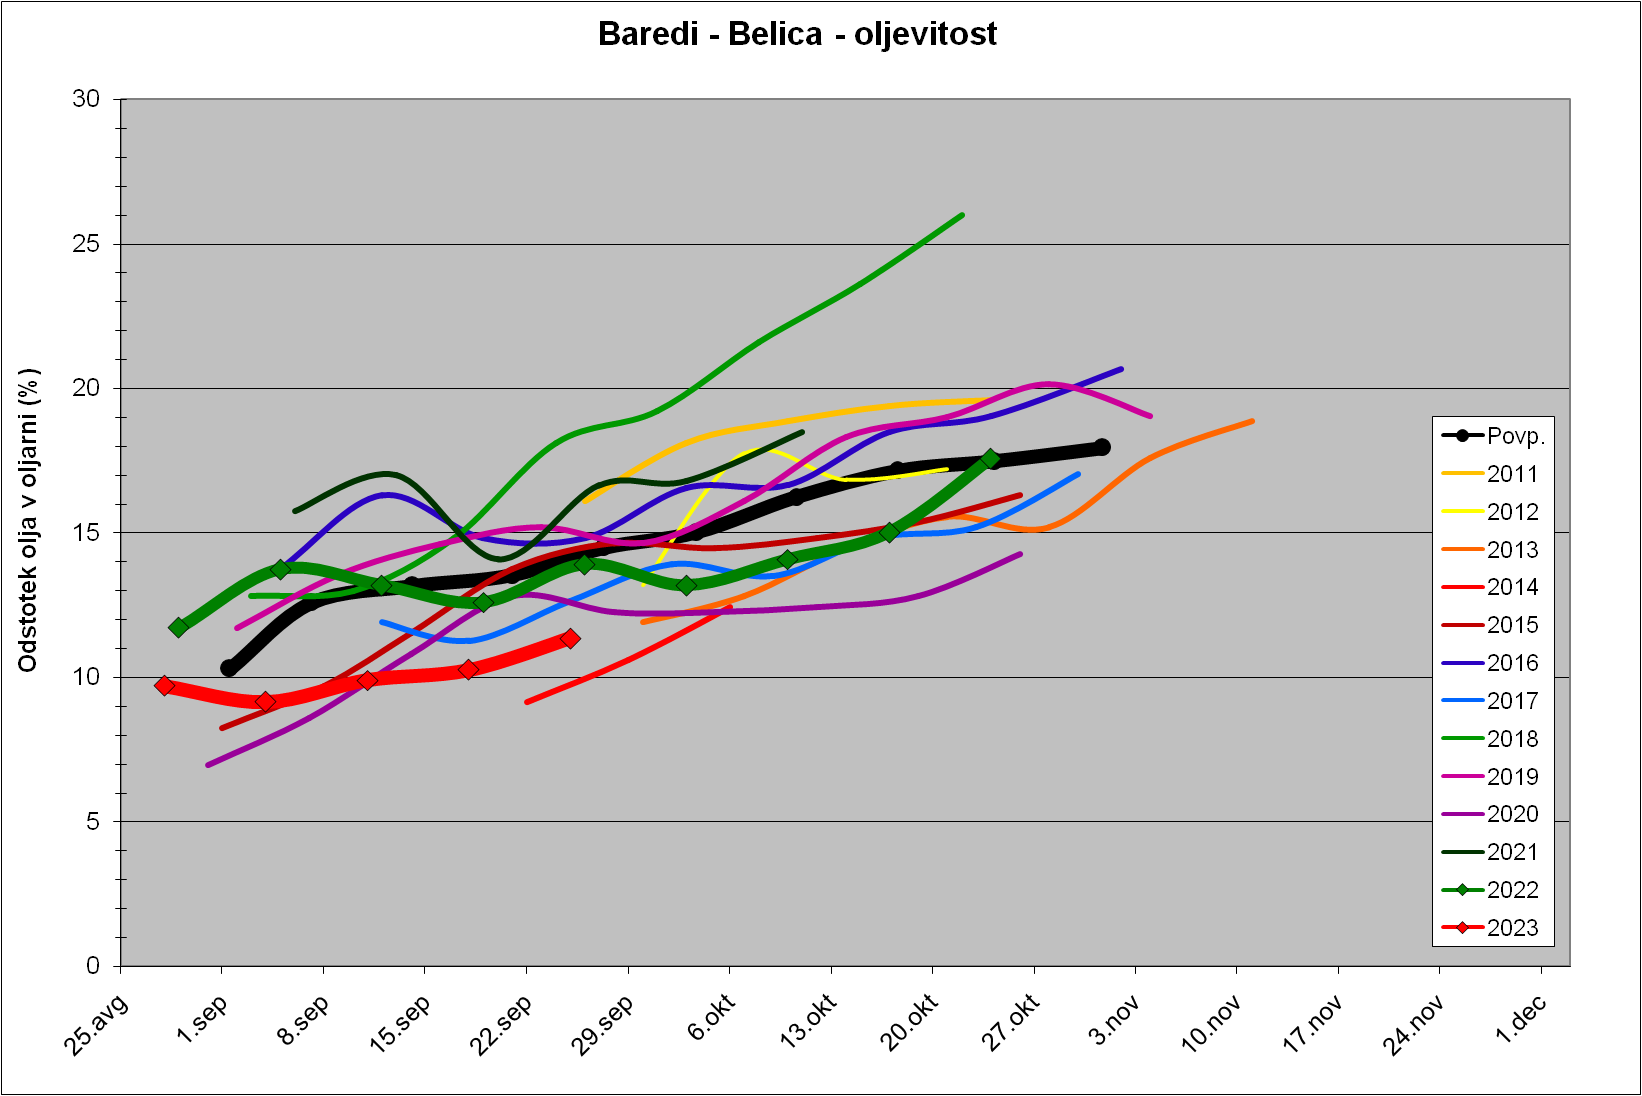 Baredi - Belica - oljevitost
Odstotek olja v oljarni (%)
30
25
20
15
10
5
0
25.avg
1.sep
8.sep
15.sep
22.sep
29.sep
6.okt
13.okt
20.okt
27.okt
3.nov
10.nov
17.nov
24.nov
1.dec
Povp.
2011
2012
2013
2014
2015
2016
2017
2018
2019
2020
2021
2022
2023